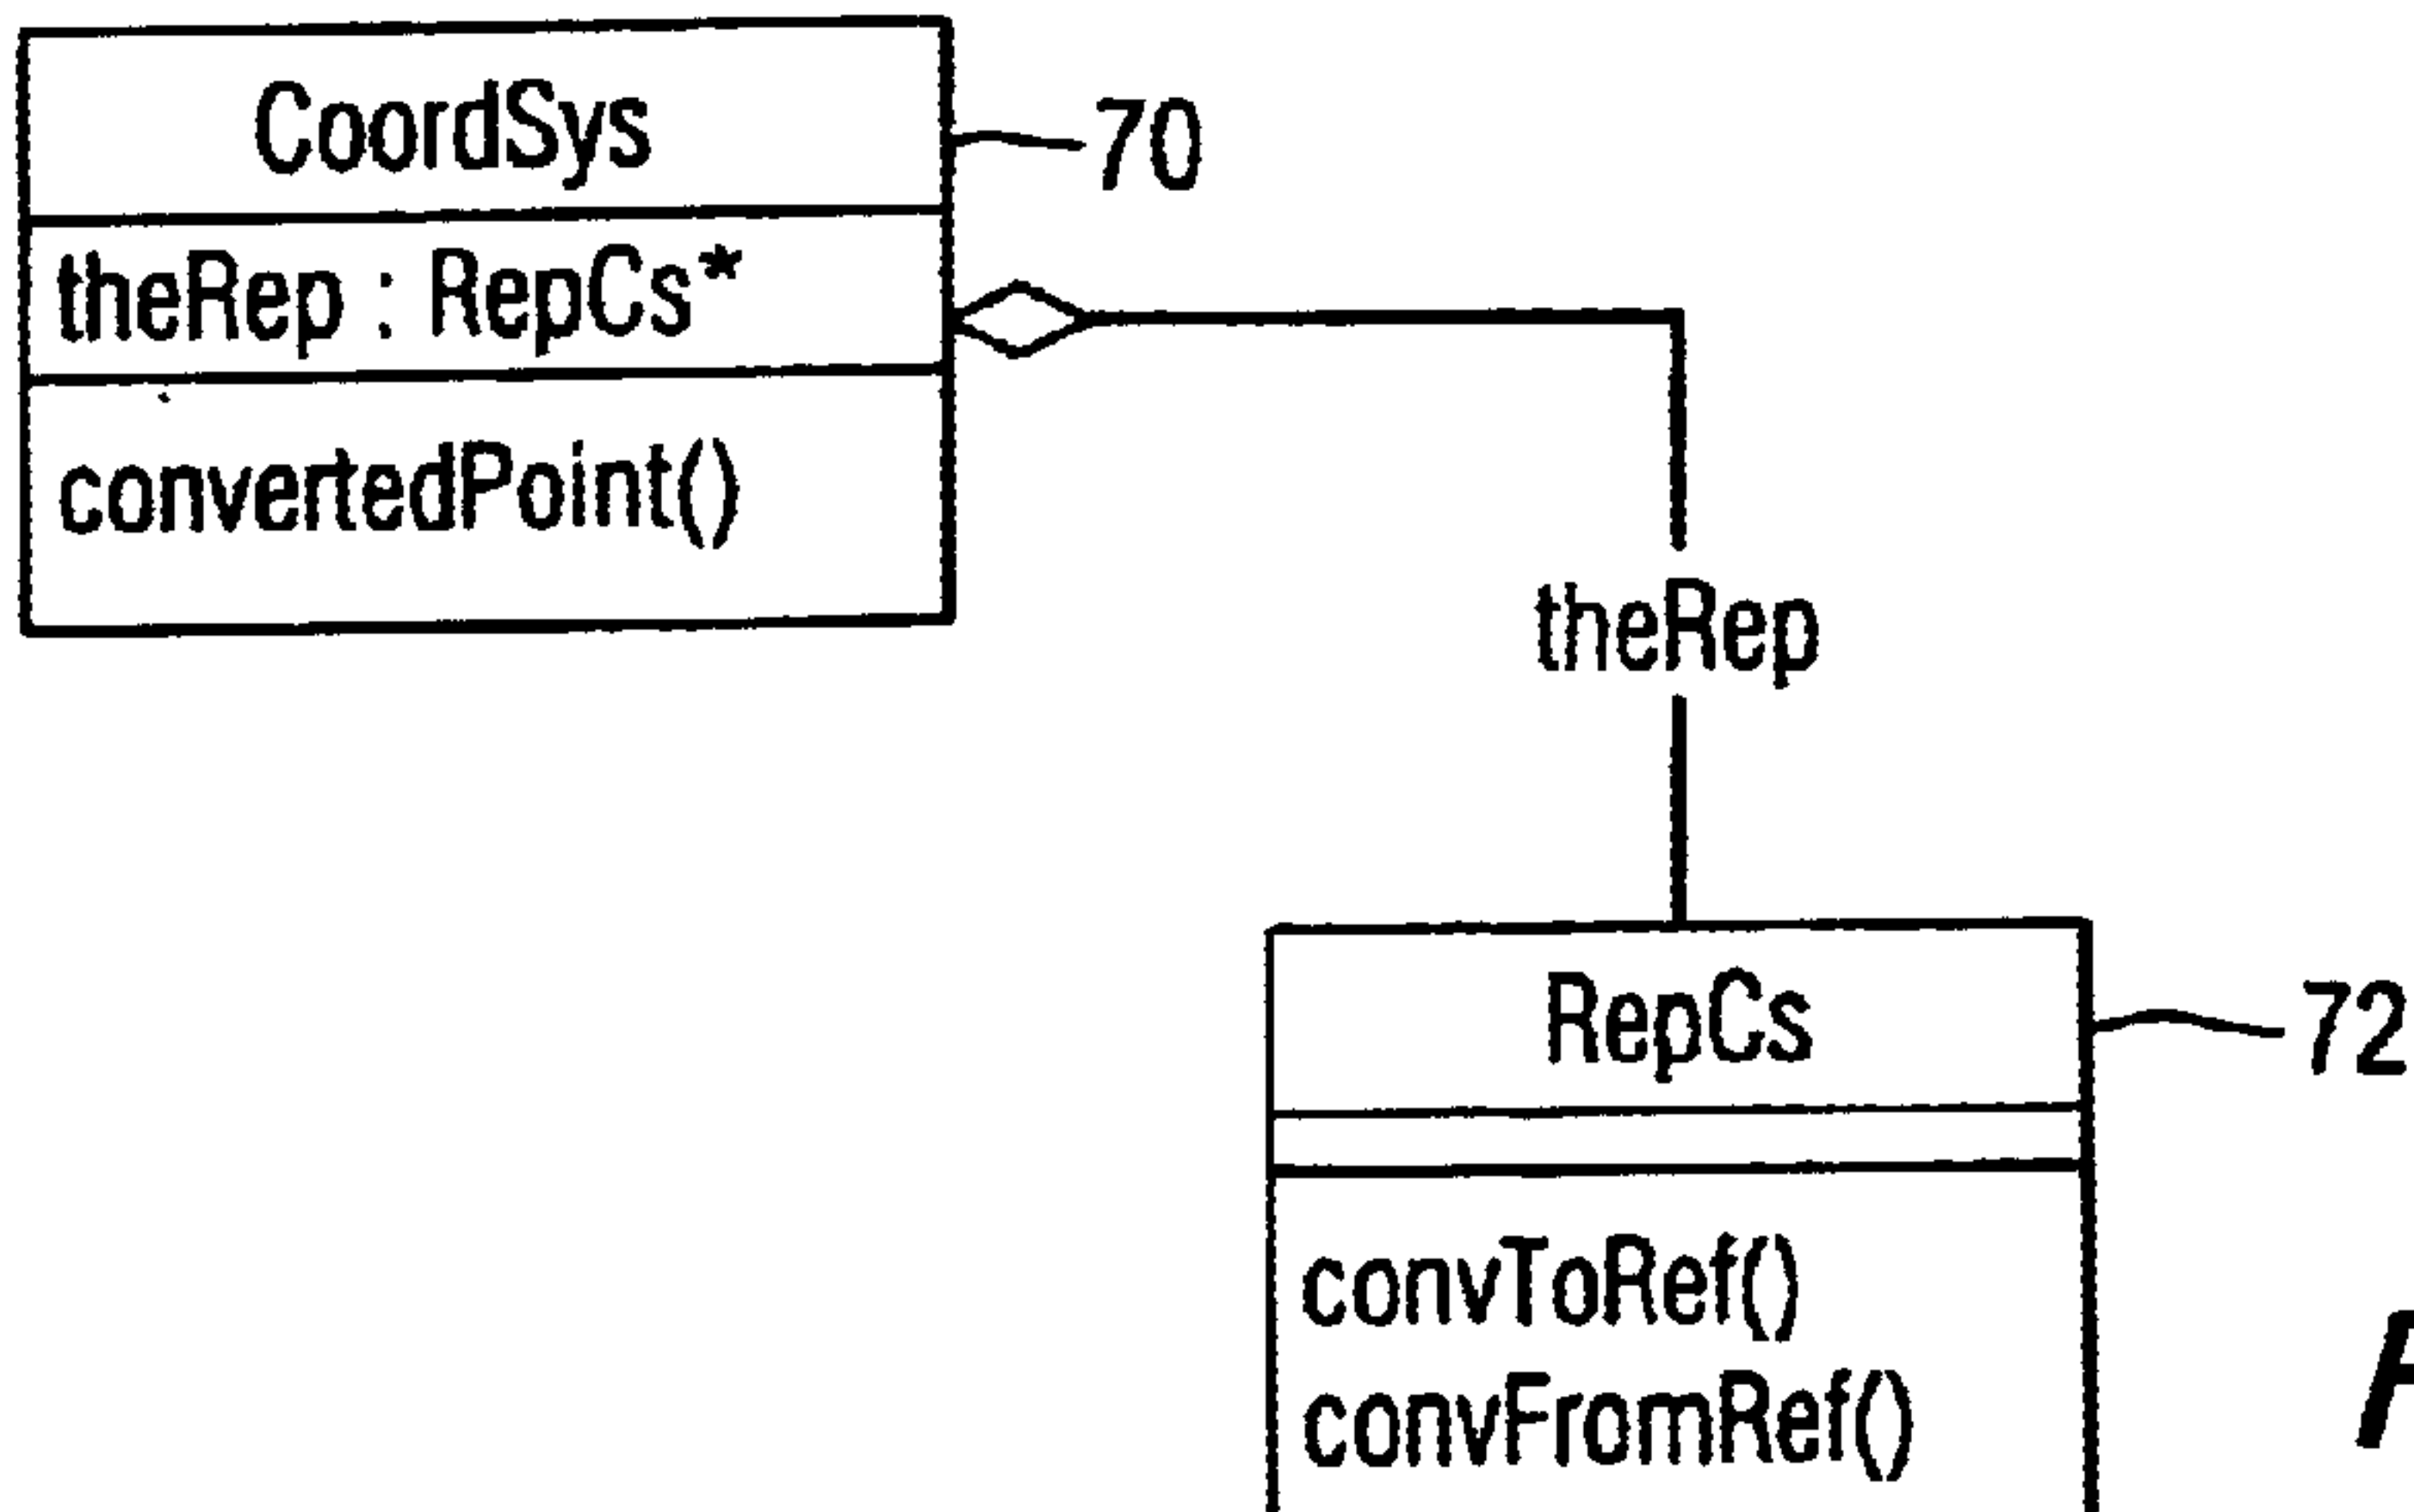 CoordSys
70
theRep : RepCs*
convertedPoint()
theRep
RepCs
72
convToRef()
convFromRef()